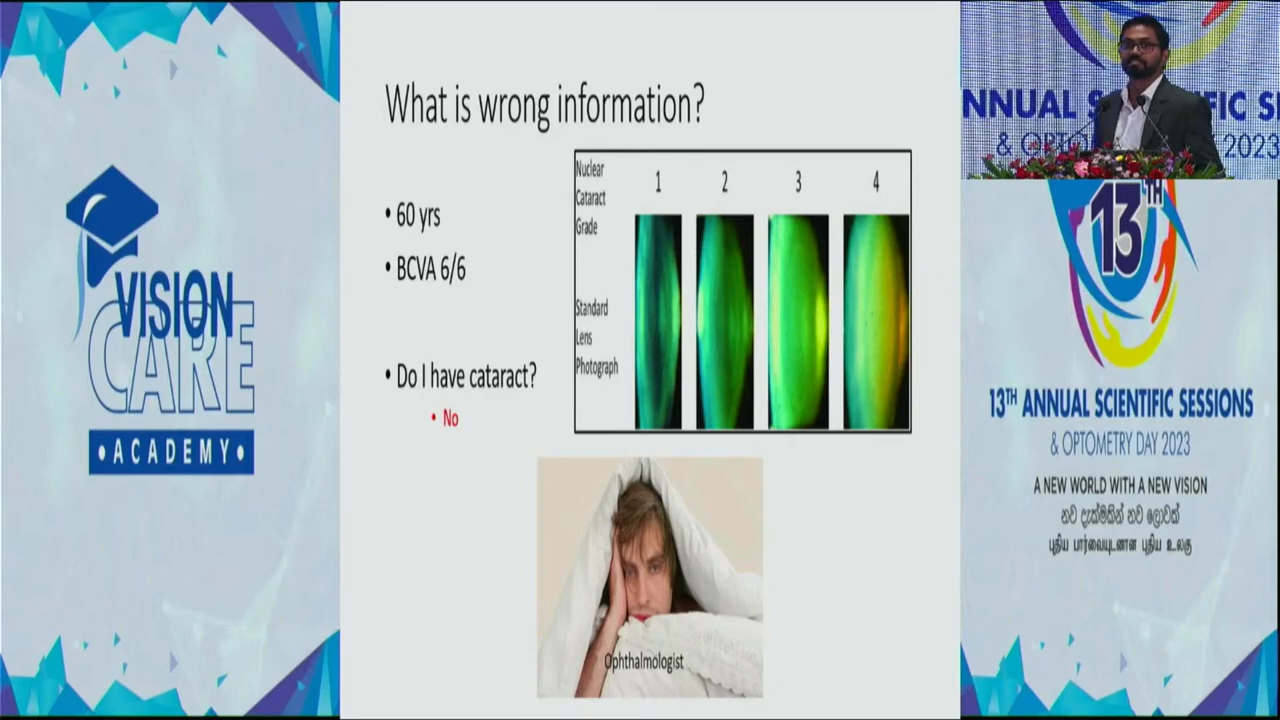 VISION
CARE
• ACADEMY •
What is wrong information?
• 60 yrs
• BCVA 6/6
• Do I have cataract?
• No
Nuclear
Cataract
Grade
1 2 3 4
Standard
Lens
Photograph
Ophthalmologist
NNUAL SCIENTIFIC SE
& OPTOM DAY 2023
13TH
13TH ANNUAL SCIENTIFIC SESSIONS
& OPTOMETRY DAY 2023
A NEW WORLD WITH A NEW VISION
නව දැක්මකින් නව ලොවක්
புதிய பார்வையுடனான புதிய உலகு